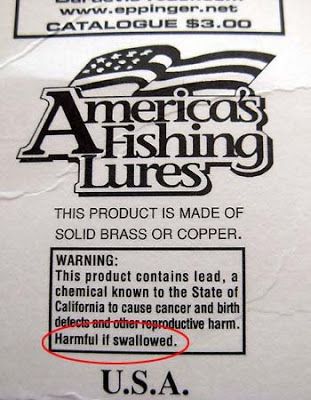 www.eppinger.net
CATALOGUE $3.00
America's
Fishing
Lures
THIS PRODUCT IS MADE OF
SOLID BRASS OR COPPER.
WARNING:
This product contains lead, a
chemical known to the State of
California to cause cancer and birth
defects and other reproductive harm.
Harmful if swallowed.
U.S.A.